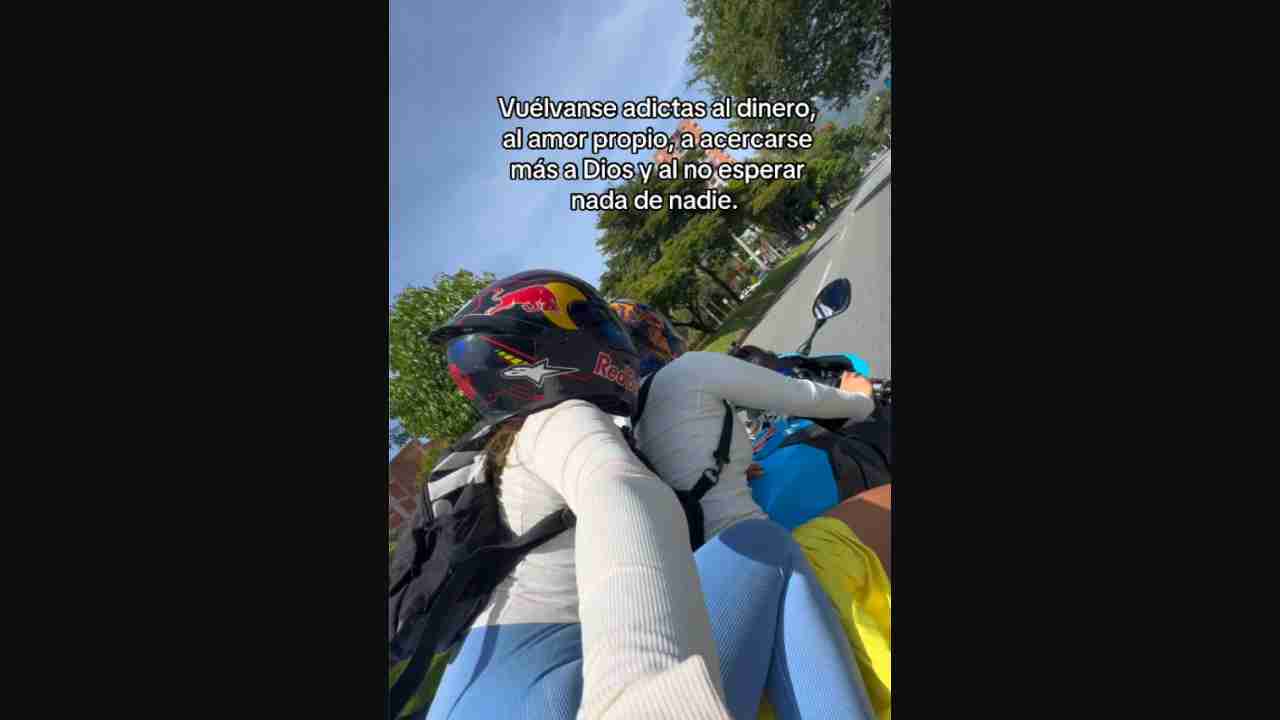 Vuélvanse adictas al dinero,
al amor propio, a acercarse
más a Dios y al no esperar
nada de nadie.